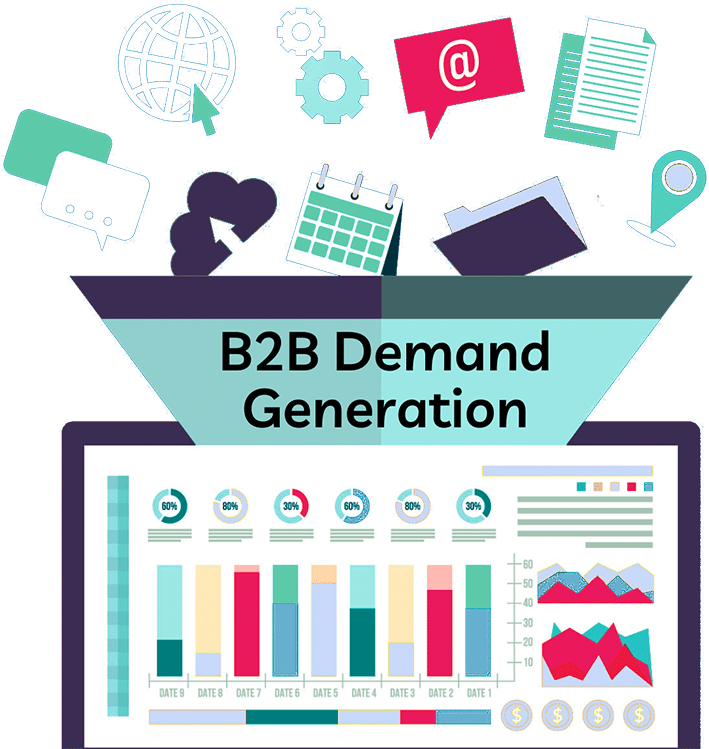 @
B2B Demand
Generation
60% 80% 30% 60% 80% 30%
60
50
40
30
20
10
DATE 9 DATE 8 DATE 7 DATE 6 DATE 5 DATE 4 DATE 3 DATE 2 DATE 1
$ $ $ $